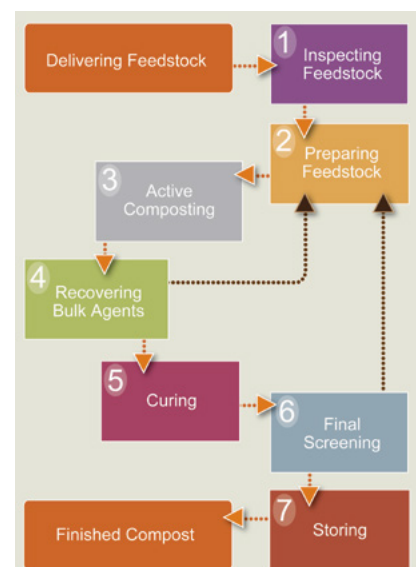 Delivering Feedstock
1
Inspecting
Feedstock
2
Preparing
Feedstock
3
Active
Composting
4
Recovering
Bulk Agents
5
Curing
6
Final
Screening
7
Storing
Finished Compost